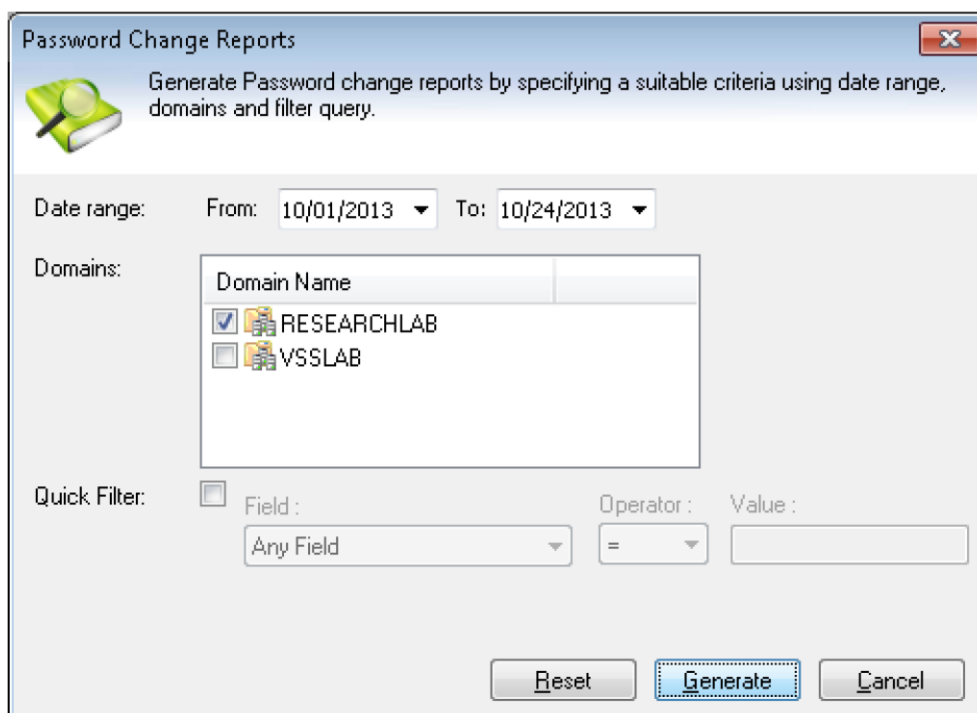 Password Change Reports
Generate Password change reports by specifying a suitable criteria using date range,
domains and filter query.
Date range: From: 10/01/2013 To: 10/24/2013
Domains:
Domain Name
RESEARCHLAB
VSSLAB
Quick Filter:
Field : Operator : Value :
Any Field =
Reset Generate Cancel